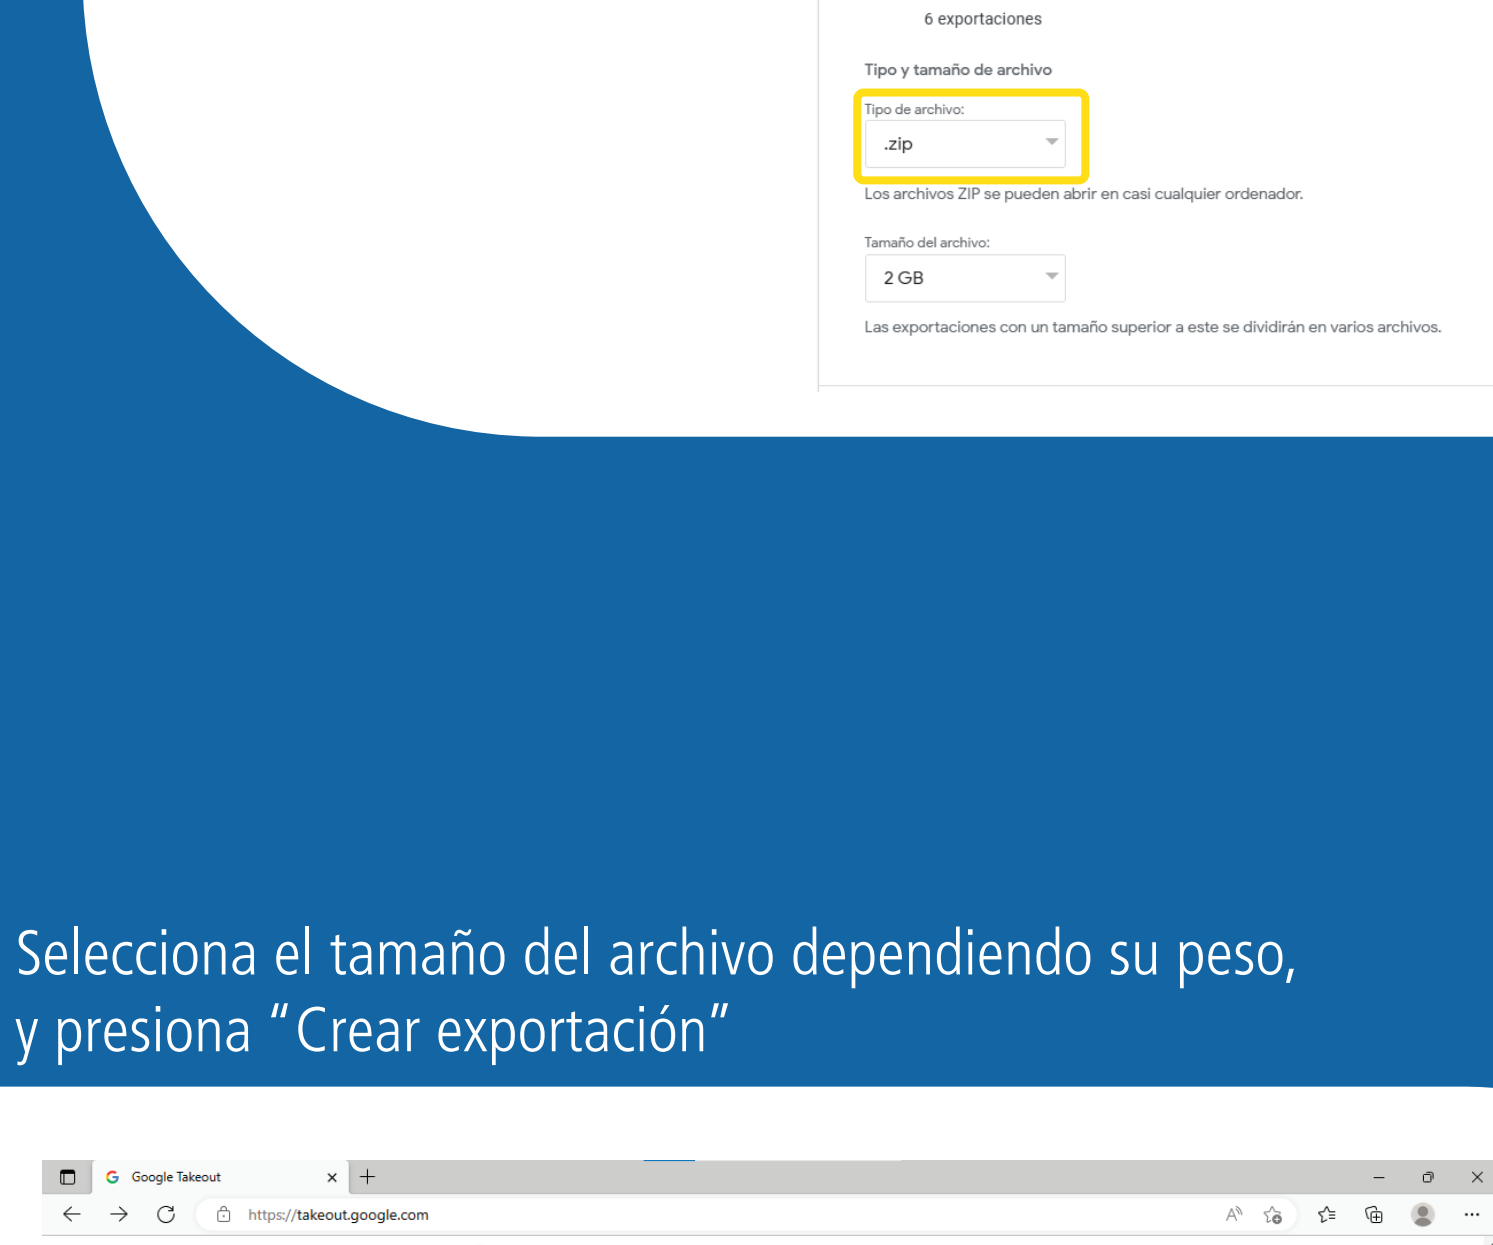 6 exportaciones
Tipo y tamaño de archivo
Tipo de archivo:
.zip
Los archivos ZIP se pueden abrir en casi cualquier ordenador.
Tamaño del archivo:
2 GB
Las exportaciones con un tamaño superior a este se dividirán en varios archivos.
Selecciona el tamaño del archivo dependiendo su peso,
y presiona “Crear exportación”
Google Takeout
https://takeout.google.com